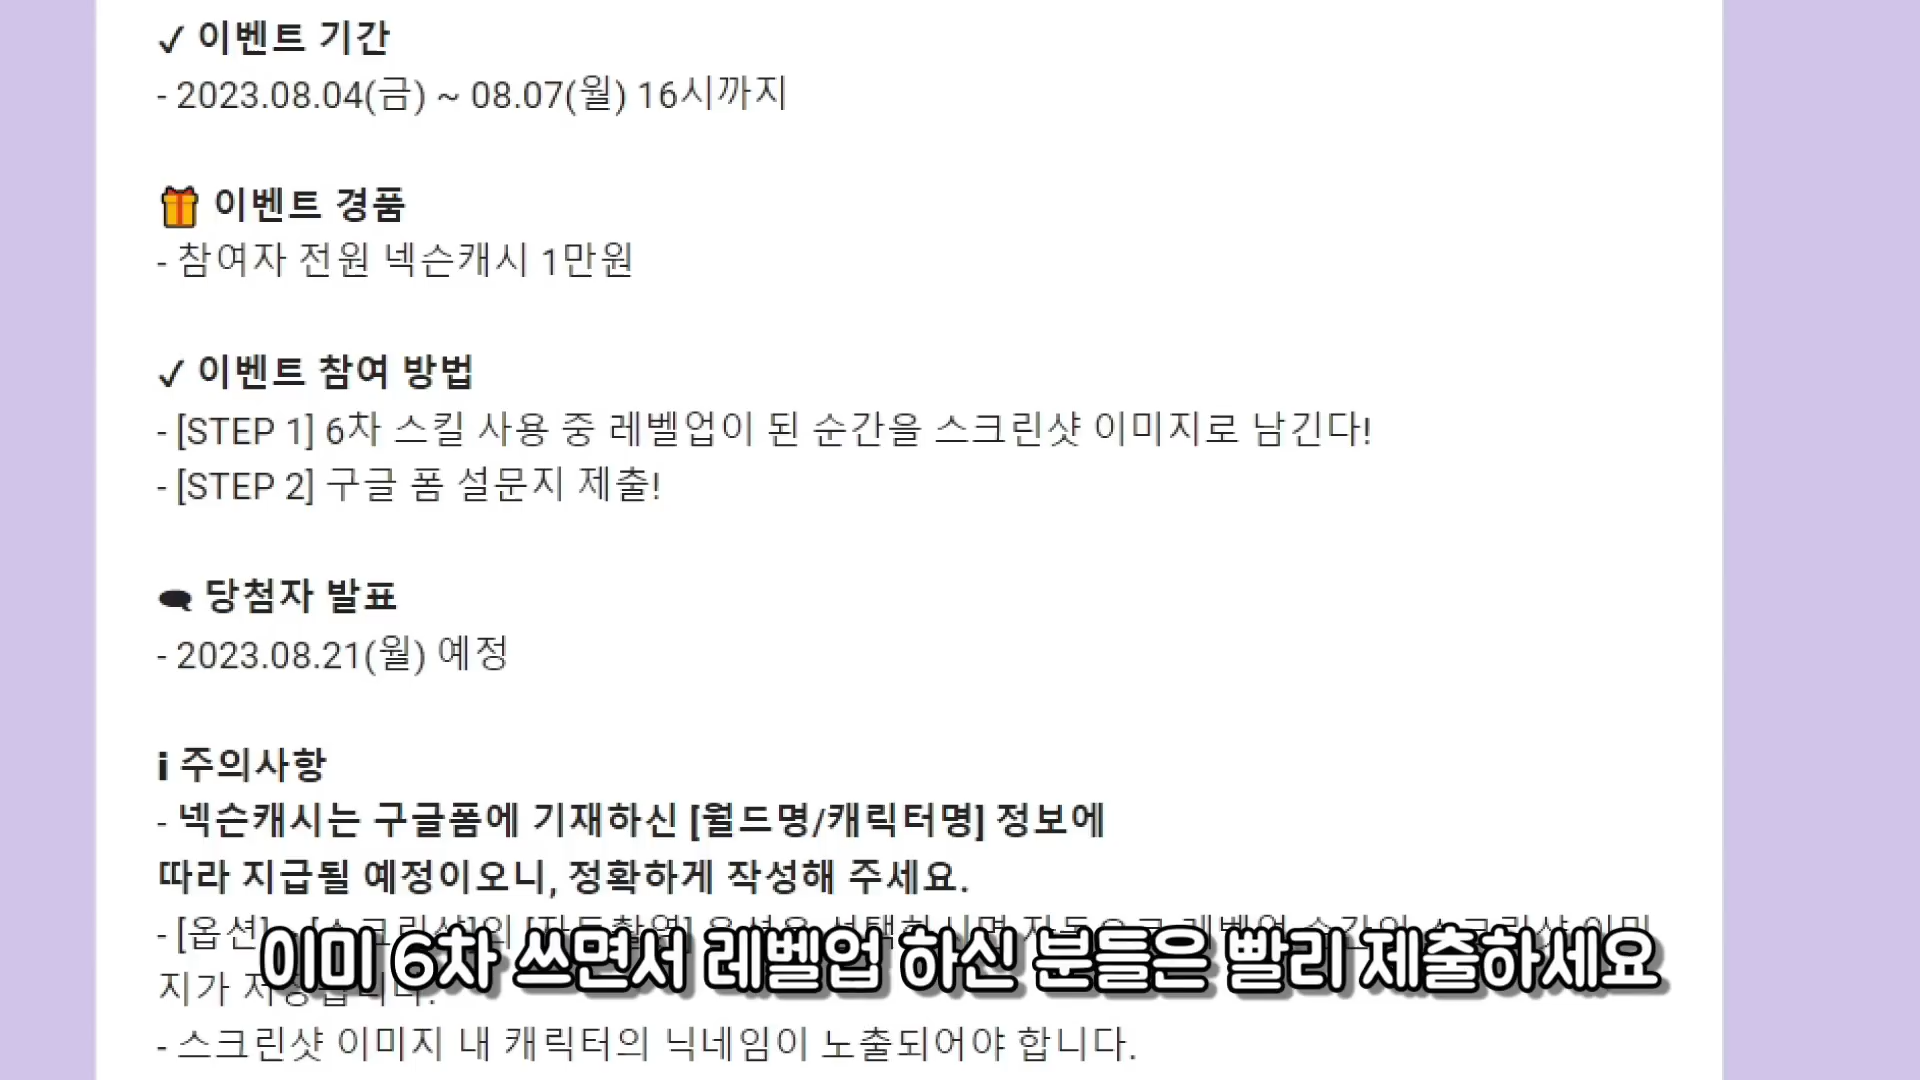 ✓ 이벤트 기간
- 2023.08.04(금) ~ 08.07(월) 16시까지
🎁 이벤트 경품
- 참여자 전원 넥슨캐시 1만원
✓ 이벤트 참여 방법
- [STEP 1] 6차 스킬 사용 중 레벨업이 된 순간을 스크린샷 이미지로 남긴다!
- [STEP 2] 구글 폼 설문지 제출!
🗨 당첨자 발표
- 2023.08.21(월) 예정
ℹ 주의사항
- 넥슨캐시는 구글폼에 기재하신 [월드명/캐릭터명] 정보에
따라 지급될 예정이오니, 정확하게 작성해 주세요.
- [옵션]
이미 6차 쓰면서 레벨업 하신 분들은 빨리 제출하세요
지가
- 스크린샷 이미지 내 캐릭터의 닉네임이 노출되어야 합니다.